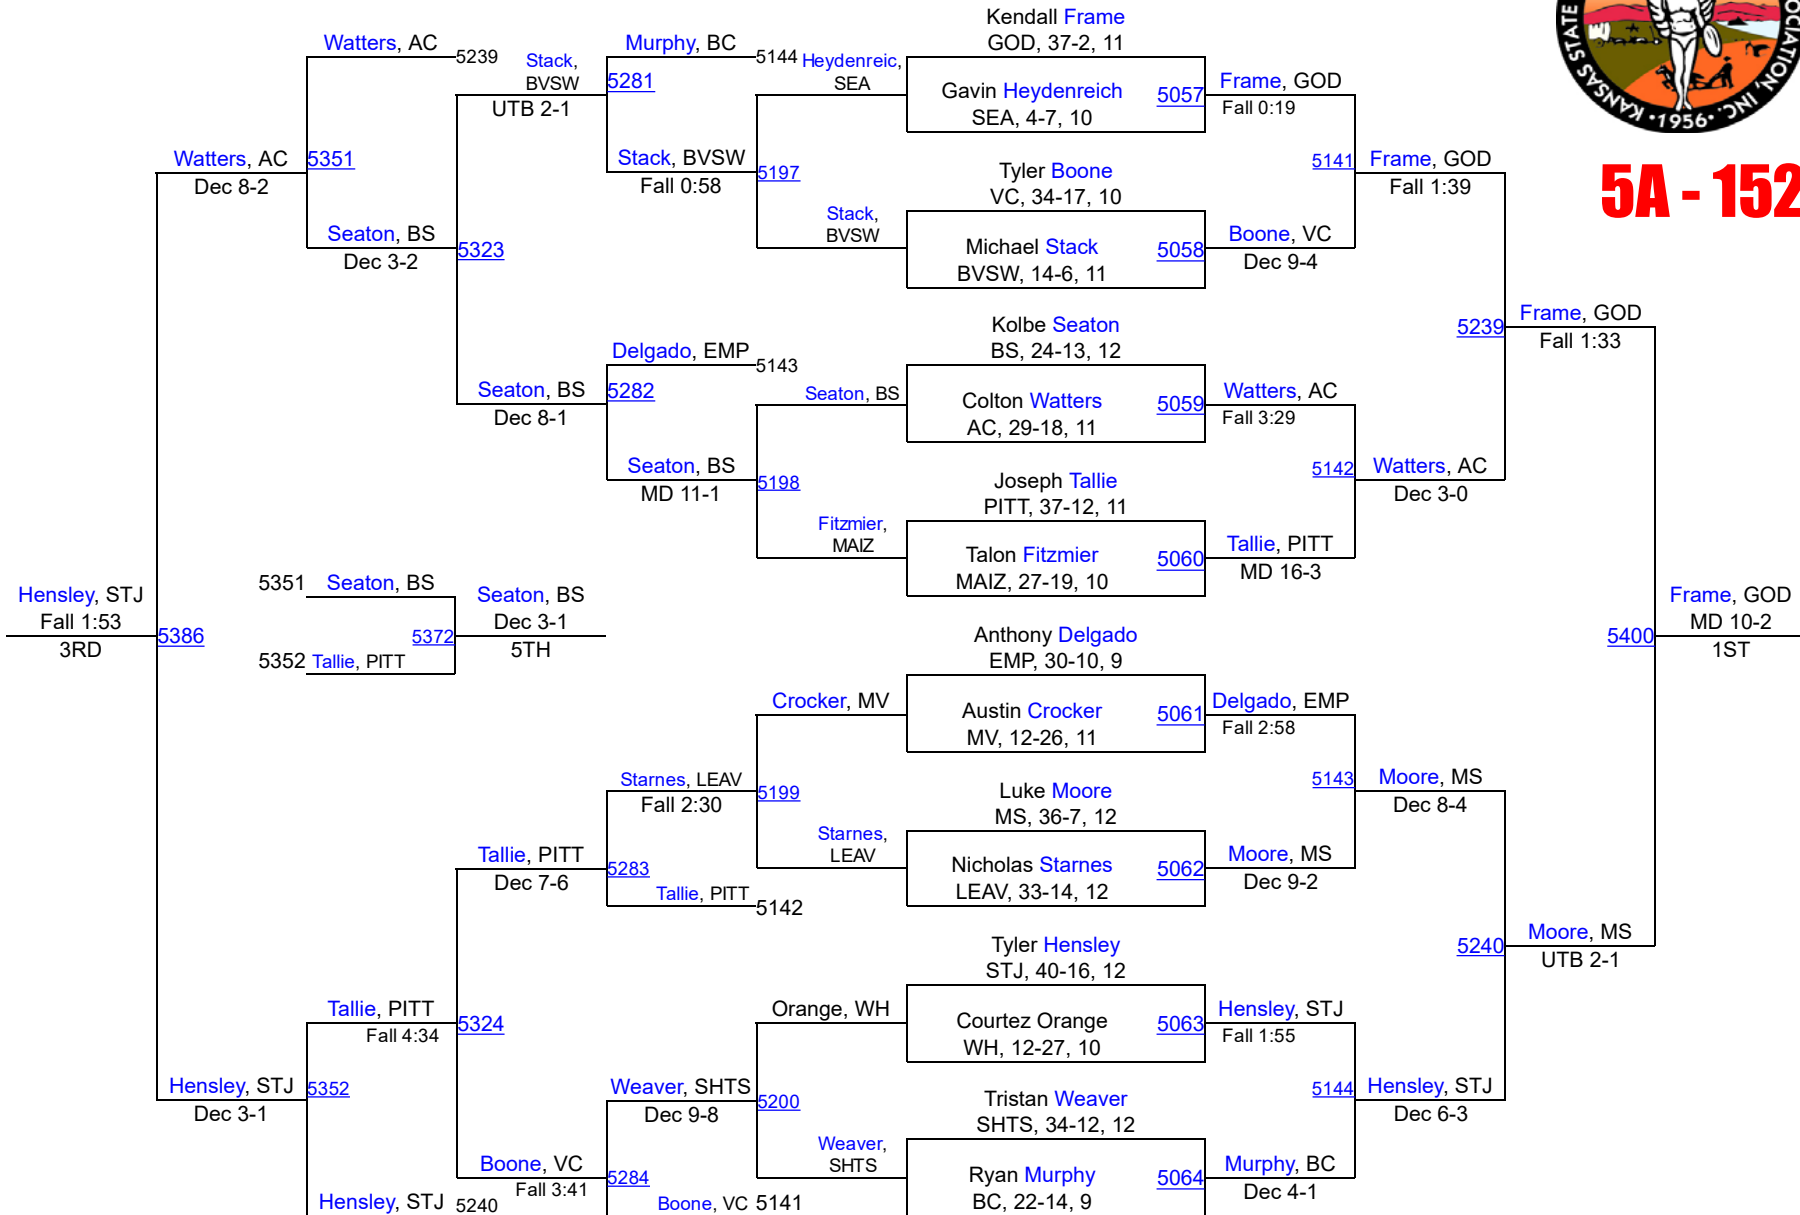 Kendall Frame
GOD, 37-2, 11
Watters, AC
5239
Stack,
BVSW
UTB 2-1
Murphy, BC
5144
5281
Heydenreic,
SEA
Gavin Heydenreich
SEA, 4-7, 10
5057
Frame, GOD
Fall 0:19
KANSAS STATE
OCIATION, INC.
•1956•
5A - 152
Watters, AC
Dec 8-2
5351
Stack, BVSW
Fall 0:58
5197
Tyler Boone
VC, 34-17, 10
5141
Frame, GOD
Fall 1:39
Seaton, BS
Dec 3-2
5323
Stack,
BVSW
Michael Stack
BVSW, 14-6, 11
5058
Boone, VC
Dec 9-4
Kolbe Seaton
BS, 24-13, 12
5239
Frame, GOD
Fall 1:33
Delgado, EMP
5143
Seaton, BS
Dec 8-1
5282
Seaton, BS
Colton Watters
AC, 29-18, 11
5059
Watters, AC
Fall 3:29
Seaton, BS
MD 11-1
5198
Joseph Tallie
PITT, 37-12, 11
5142
Watters, AC
Dec 3-0
Fitzmier,
MAIZ
Talon Fitzmier
MAIZ, 27-19, 10
5060
Tallie, PITT
MD 16-3
Hensley, STJ
Fall 1:53
3RD
5386
5351
Seaton, BS
5352
Tallie, PITT
5372
Seaton, BS
Dec 3-1
5TH
Anthony Delgado
EMP, 30-10, 9
5400
Frame, GOD
MD 10-2
1ST
Crocker, MV
Austin Crocker
MV, 12-26, 11
5061
Delgado, EMP
Fall 2:58
Starnes, LEAV
Fall 2:30
5199
Luke Moore
MS, 36-7, 12
5143
Moore, MS
Dec 8-4
Tallie, PITT
Dec 7-6
5283
Starnes,
LEAV
Nicholas Starnes
LEAV, 33-14, 12
5062
Moore, MS
Dec 9-2
Tallie, PITT
5142
Tyler Hensley
STJ, 40-16, 12
5240
Moore, MS
UTB 2-1
Tallie, PITT
Fall 4:34
5324
Orange, WH
Courtez Orange
WH, 12-27, 10
5063
Hensley, STJ
Fall 1:55
Hensley, STJ
Dec 3-1
5352
Weaver, SHTS
Dec 9-8
5200
Tristan Weaver
SHTS, 34-12, 12
5144
Hensley, STJ
Dec 6-3
Boone, VC
Fall 3:41
5284
Weaver,
SHTS
Ryan Murphy
BC, 22-14, 9
5064
Murphy, BC
Dec 4-1
Hensley, STJ
5240
Boone, VC
5141